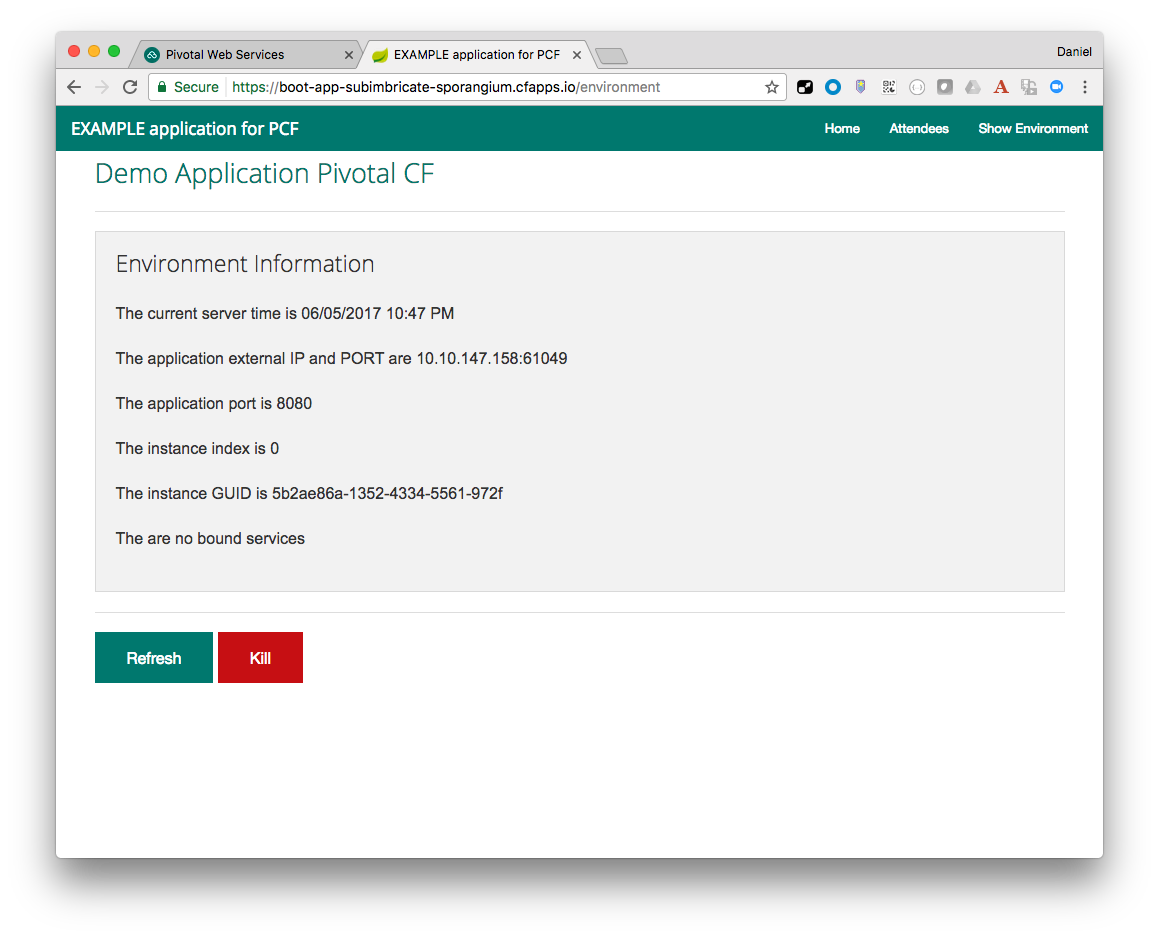 Pivotal Web Services
EXAMPLE application for PCF
Daniel
Secure
https://boot-app-subimbricate-sporangium.cfapps.io/environment
EXAMPLE application for PCF
Home
Attendees
Show Environment
Demo Application Pivotal CF
Environment Information
The current server time is 06/05/2017 10:47 PM
The application external IP and PORT are 10.10.147.158:61049
The application port is 8080
The instance index is 0
The instance GUID is 5b2ae86a-1352-4334-5561-972f
The are no bound services
Refresh
Kill